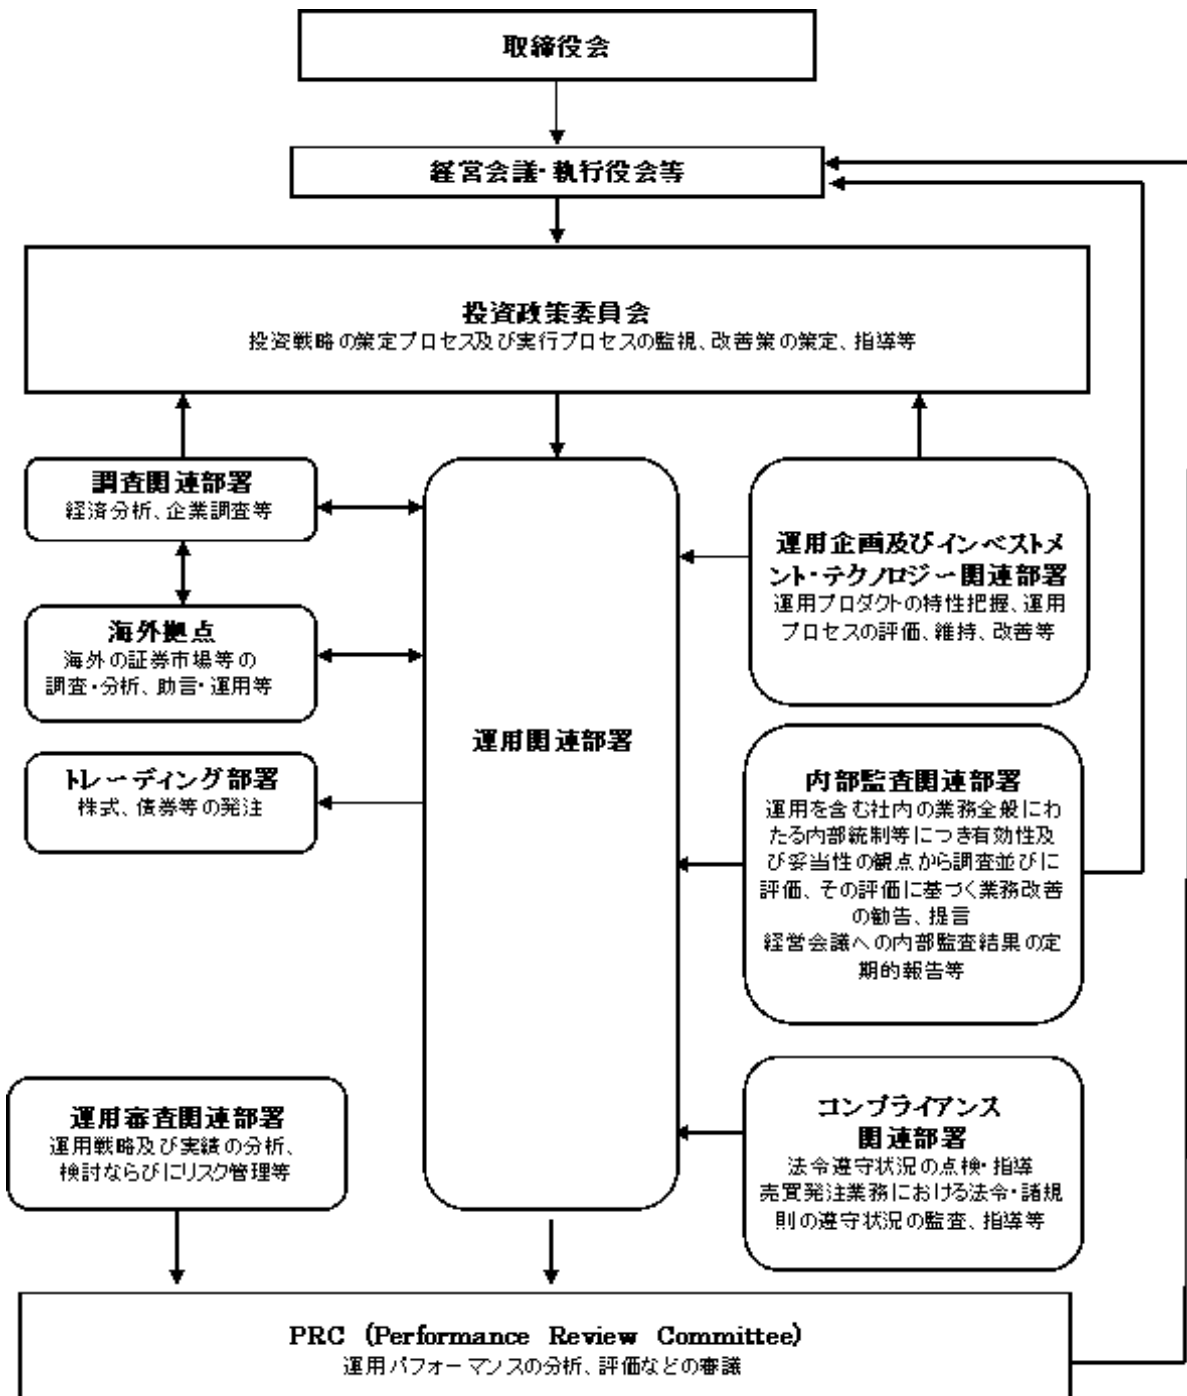 取締役会
経営会議・執行役会等
投資政策委員会
投資戦略の策定プロセス及び実行プロセスの監視、改善策の策定、指導等
調査関連部署
経済分析、企業調査等
海外拠点
海外の証券市場等の
調査・分析、助言・運用等
トレーディング部署
株式、債券等の発注
運用関連部署
運用企画及びインベストメ
ント・テクノロジー関連部署
運用プロダクトの特性把握、運用
プロセスの評価、維持、改善等
内部監査関連部署
運用を含む社内の業務全般にわ
たる内部統制等につき有効性及
び妥当性の観点から調査並びに
評価、その評価に基づく業務改善
の勧告、提言
経営会議への内部監査結果の定
期的報告等
運用審査関連部署
運用戦略及び実績の分析、
検討ならびにリスク管理等
コンプライアンス
関連部署
法令遵守状況の点検・指導
売買発注業務における法令・諸規
則の遵守状況の監査、指導等
PRC (Performance Review Committee)
運用パフォーマンスの分析、評価などの審議